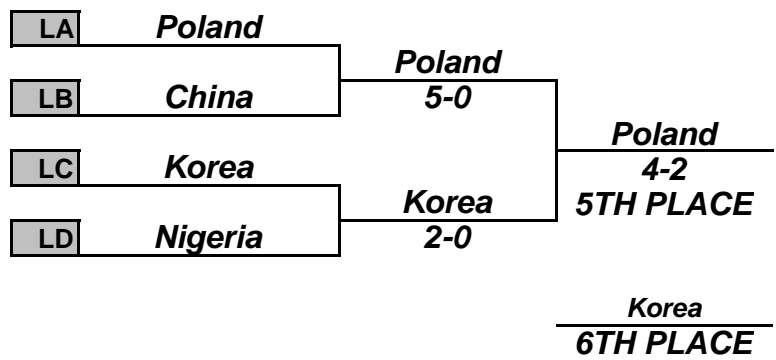 LA Poland
Poland
5-0
LB China
Poland
4-2
5TH PLACE
LC Korea
Korea
2-0
LD Nigeria
Korea
6TH PLACE